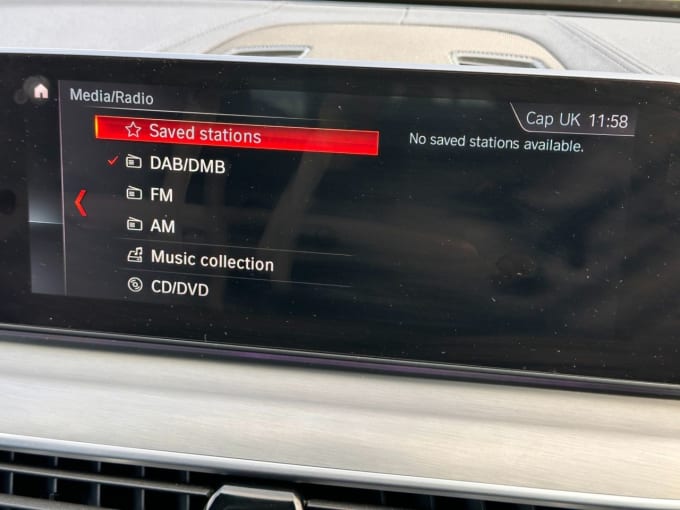 Media/Radio
Cap UK 11:58
Saved stations
No saved stations available.
DAB/DMB
FM
AM
Music collection
CD/DVD